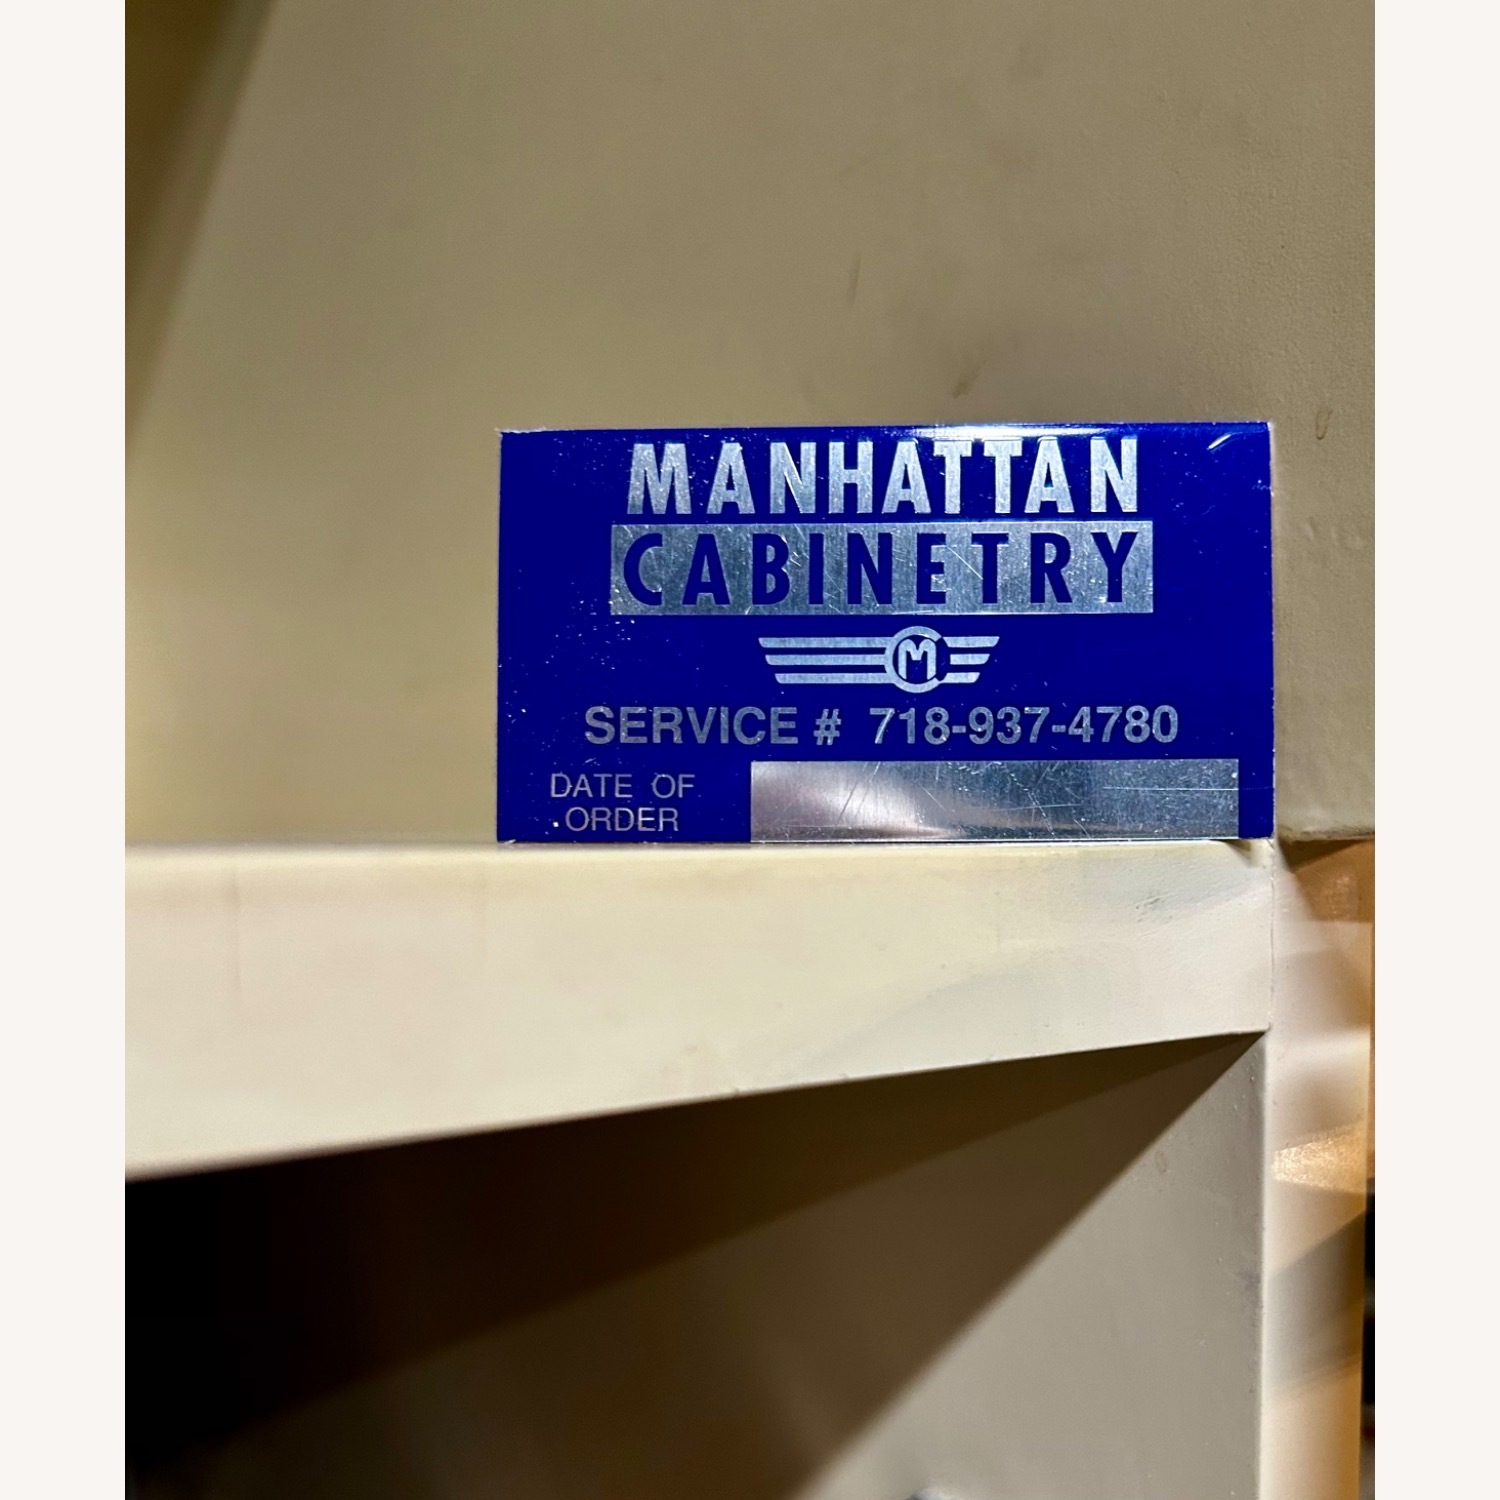 MANHATTAN
CABINETRY
M
SERVICE # 718-937-4780
DATE OF
ORDER